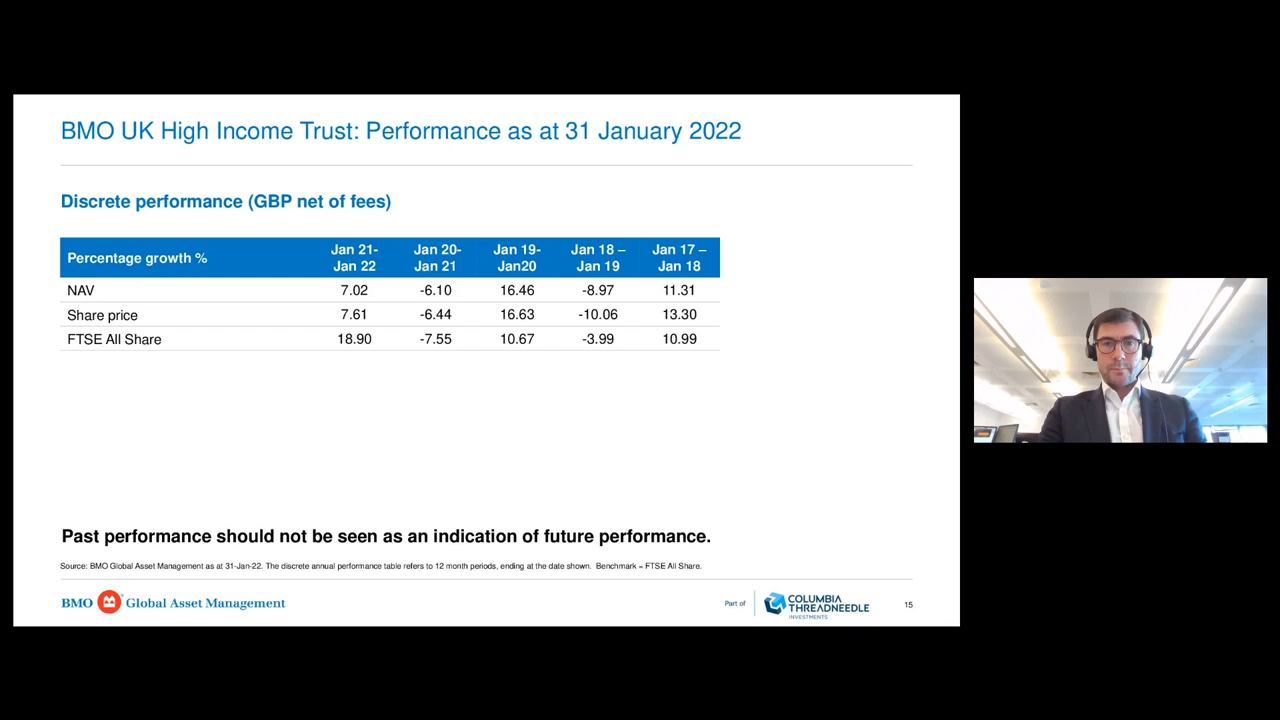 BMO UK High Income Trust: Performance as at 31 January 2022
Discrete performance (GBP net of fees)
Percentage growth % Jan 21- Jan 22 Jan 20- Jan 21 Jan 19- Jan20 Jan 18 – Jan 19 Jan 17 – Jan 18
NAV 7.02 -6.10 16.46 -8.97 11.31
Share price 7.61 -6.44 16.63 -10.06 13.30
FTSE All Share 18.90 -7.55 10.67 -3.99 10.99
Past performance should not be seen as an indication of future performance.
Source: BMO Global Asset Management as at 31-Jan-22. The discrete annual performance table refers to 12 month periods, ending at the date shown. Benchmark = FTSE All Share.
BMO Global Asset Management
Part of
COLUMBIA
THREADNEEDLE
INVESTMENTS
15